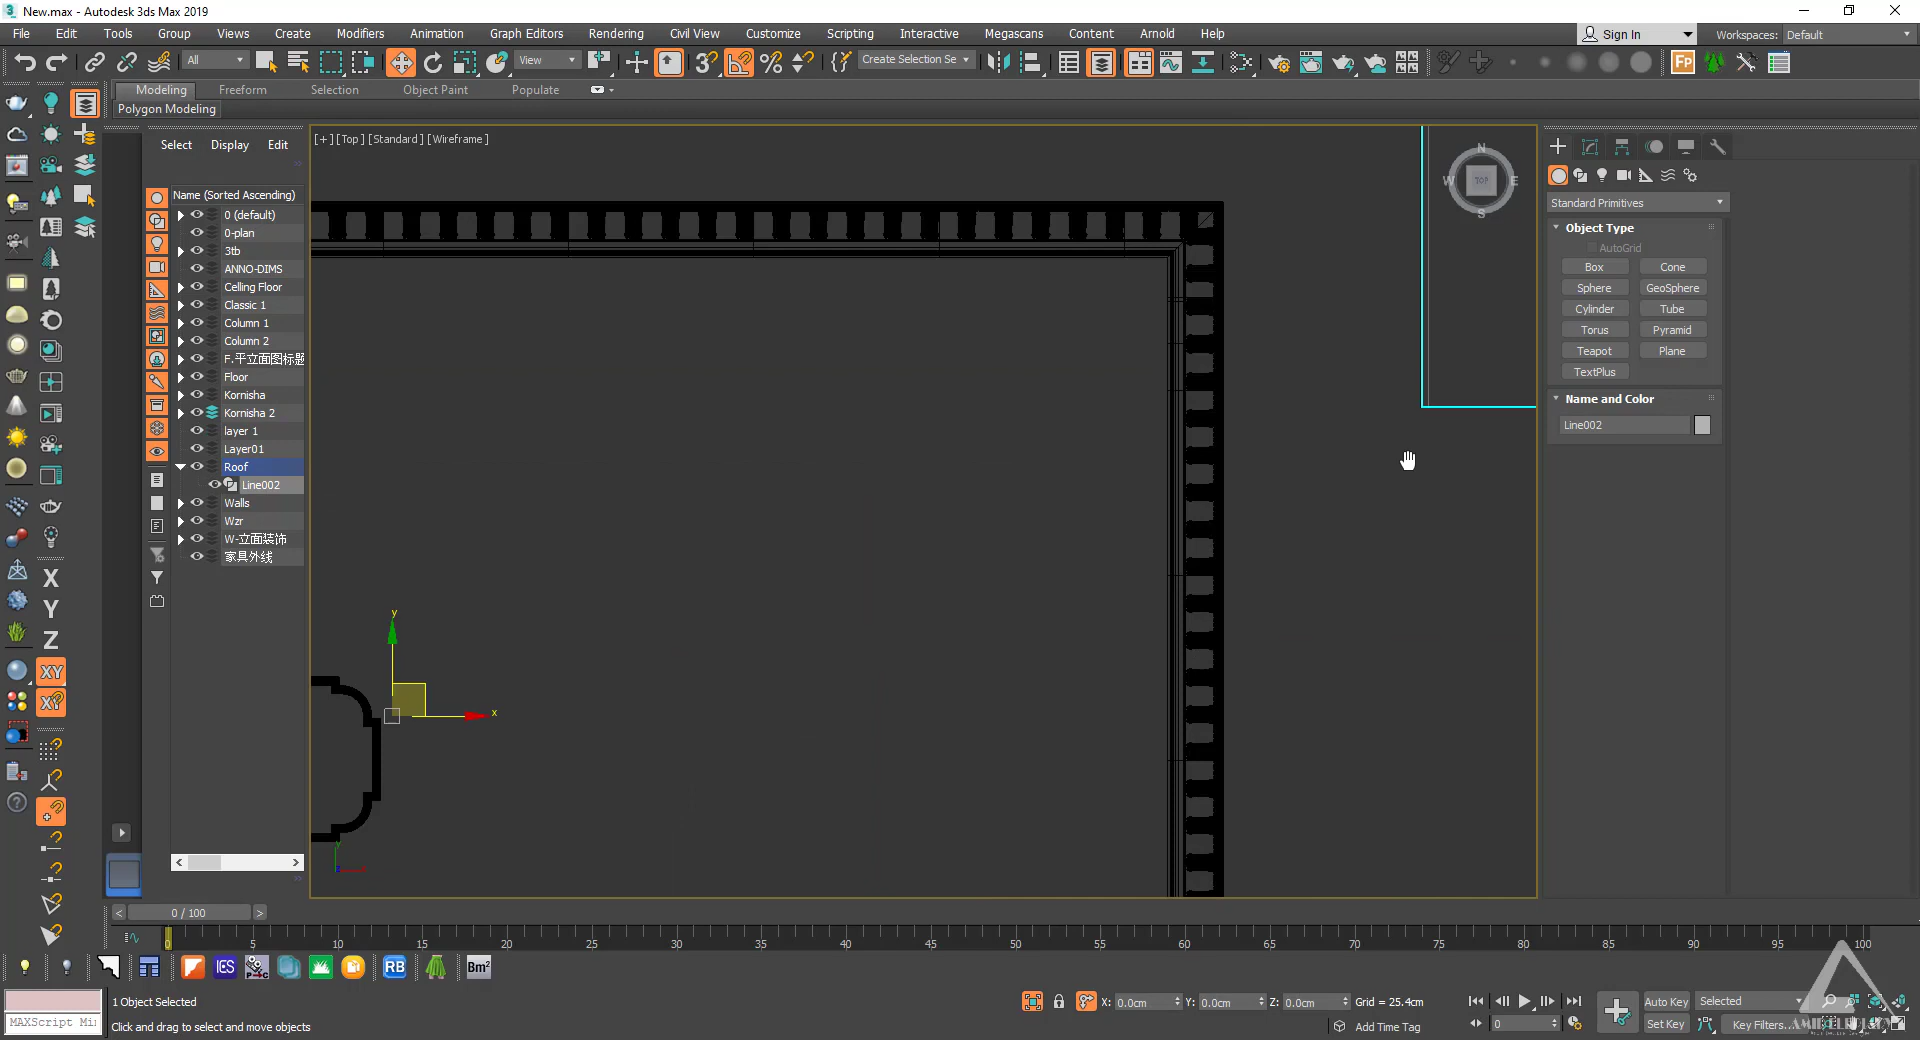 New.max - Autodesk 3ds Max 2019
File Edit Tools Group Views Create Modifiers Animation Graph Editors Rendering Civil View Customize Scripting Interactive Megascans Content Arnold Help
Sign In Workspaces: Default
All View Create Selection Se
Modeling Freeform Selection Object Paint Populate
Polygon Modeling
Select Display Edit
[+] [Top] [Standard] [Wireframe]
N
W TOP E
S
Name (Sorted Ascending)
0 (default)
0-plan
3tb
ANNO-DIMS
Celling Floor
Classic 1
Column 1
Column 2
F.平立面图标题
Floor
Kornisha
Kornisha 2
layer 1
Layer01
Roof
Line002
Walls
Wzr
W-立面装饰
家具外线
X
Y
Z
XY
y
x
Standard Primitives
Object Type
AutoGrid
Box Cone
Sphere GeoSphere
Cylinder Tube
Torus Pyramid
Teapot Plane
TextPlus
Name and Color
Line002
0 / 100
0 5 10 15 20 25 30 35 40 45 50 55 60 65 70 75 80 85 90 95 100
ICS RB Bm²
1 Object Selected
X: 0.0cm Y: 0.0cm Z: 0.0cm Grid = 25.4cm
Auto Key Selected
MAXScript Mi
Click and drag to select and move objects
Add Time Tag
0
Set Key Key Filters...